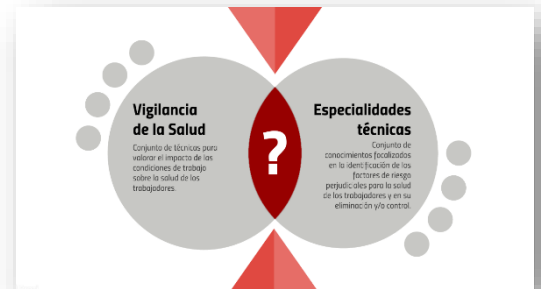 Vigilancia
de la Salud
Conjunto de técnicas para
valorar el impacto de las
condiciones de trabajo
sobre la salud de los
trabajadores.
?
Especialidades
técnicas
Conjunto de
conocimientos focalizados
en la identificación de los
factores de riesgo
perjudiciales para la salud
de los trabajadores y en su
eliminación y/o control.